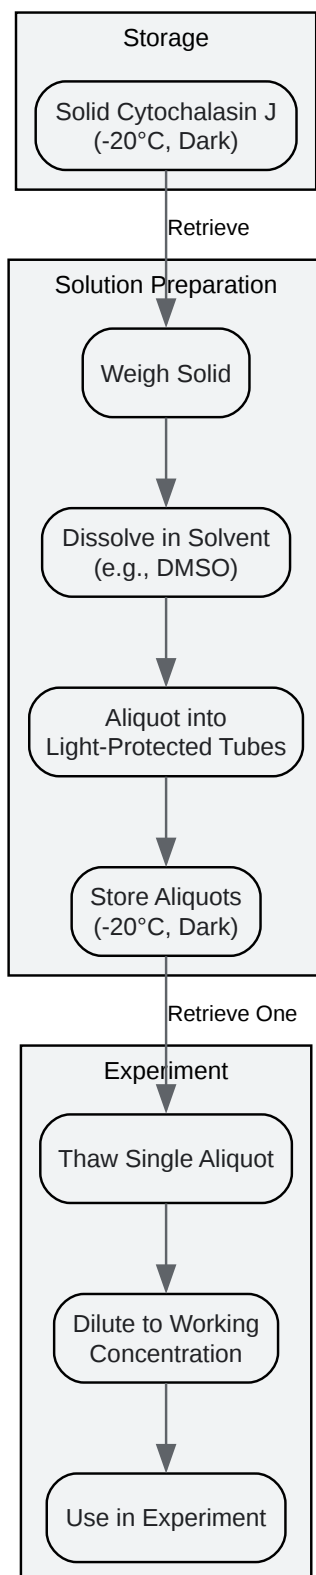 Storage
Solid Cytochalasin J
(-20°C, Dark)
Retrieve
Solution Preparation
Weigh Solid
Dissolve in Solvent
(e.g., DMSO)
Aliquot into
Light-Protected Tubes
Store Aliquots
(-20°C, Dark)
Retrieve One
Experiment
Thaw Single Aliquot
Dilute to Working
Concentration
Use in Experiment